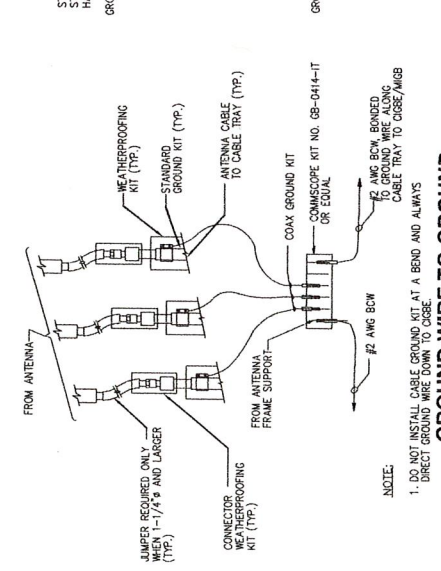 FROM ANTENNA
WEATHERPROOFING
KIT (TYP.)
STANDARD
GROUND KIT (TYP.)
ANTENNA CABLE
TO CABLE TRAY (TYP.)
JUMPER REQUIRED ONLY
WHEN 1-1/4"ø AND LARGER
(TYP.)
CONNECTOR
WEATHERPROOFING
KIT (TYP.)
FROM ANTENNA
FRAME SUPPORT
COAX GROUND KIT
COMMSCOPE KIT NO. GB-0414-IT
OR EQUAL
#2 AWG BCW
#2 AWG BCW, BONDED
TO GROUND WIRE ALONG
CABLE TRAY TO CIGBE/MIGB
NOTE:
1. DO NOT INSTALL CABLE GROUND KIT AT A BEND AND ALWAYS
DIRECT GROUND WIRE DOWN TO CIGBE.